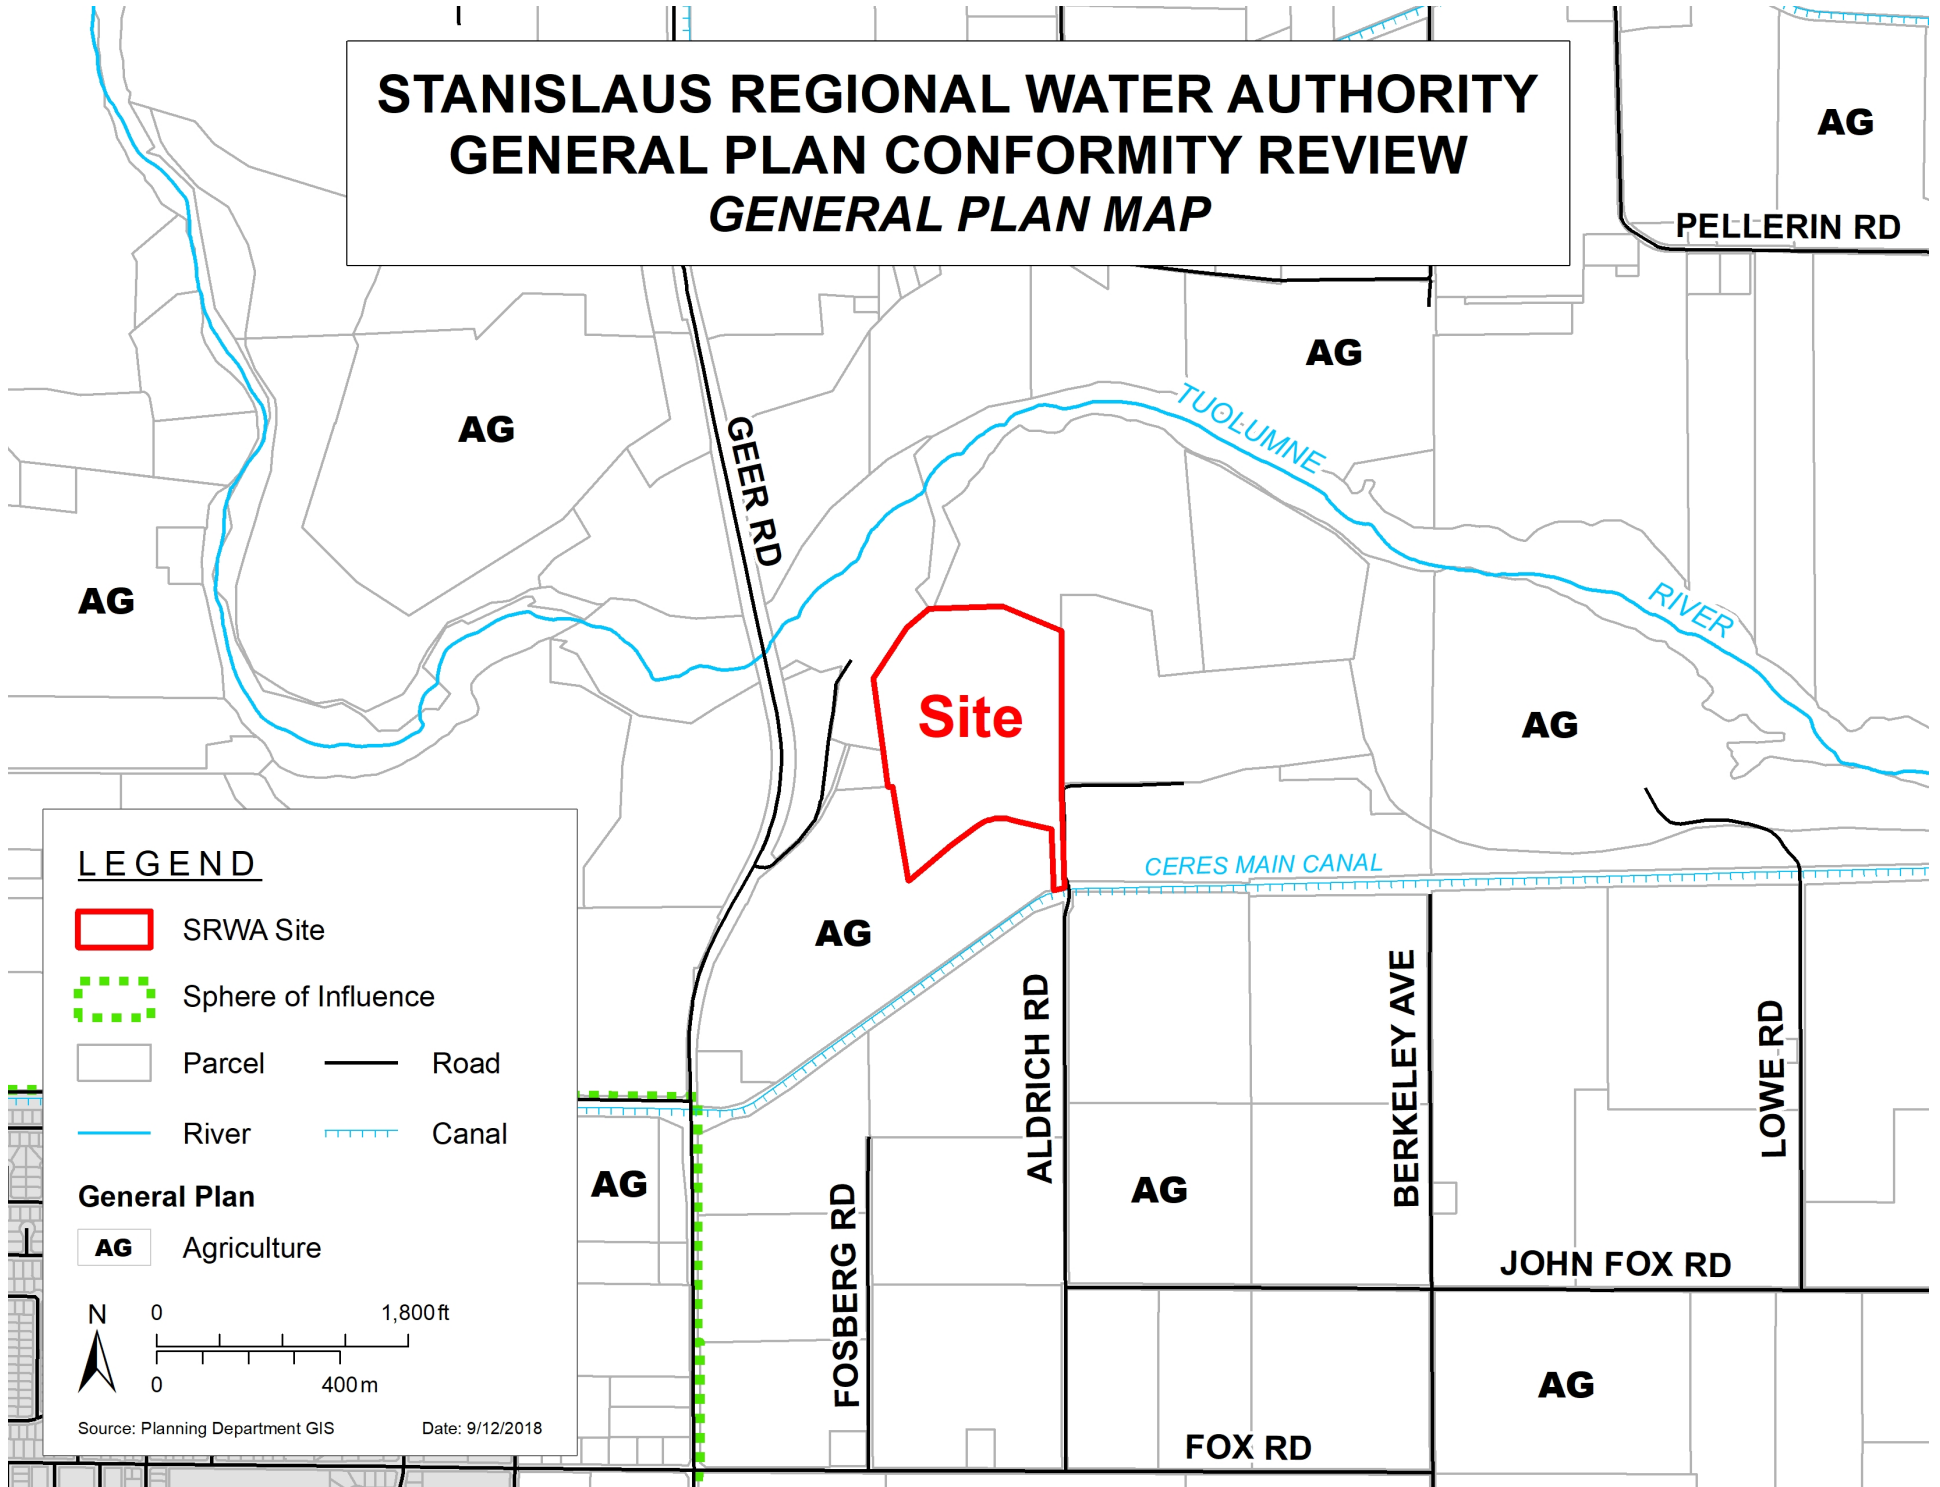 STANISLAUS REGIONAL WATER AUTHORITY
GENERAL PLAN CONFORMITY REVIEW
GENERAL PLAN MAP
AG
PELLERIN RD
AG
TUOLUMNE
AG
GEER RD
AG
RIVER
Site
AG
CERES MAIN CANAL
AG
ALDRICH RD
BERKELEY AVE
LOWE RD
AG
AG
FOSBERG RD
JOHN FOX RD
AG
FOX RD
LEGEND
SRWA Site
Sphere of Influence
Parcel
Road
River
Canal
General Plan
AG Agriculture
N
0 1,800 ft
0 400 m
Source: Planning Department GIS
Date: 9/12/2018